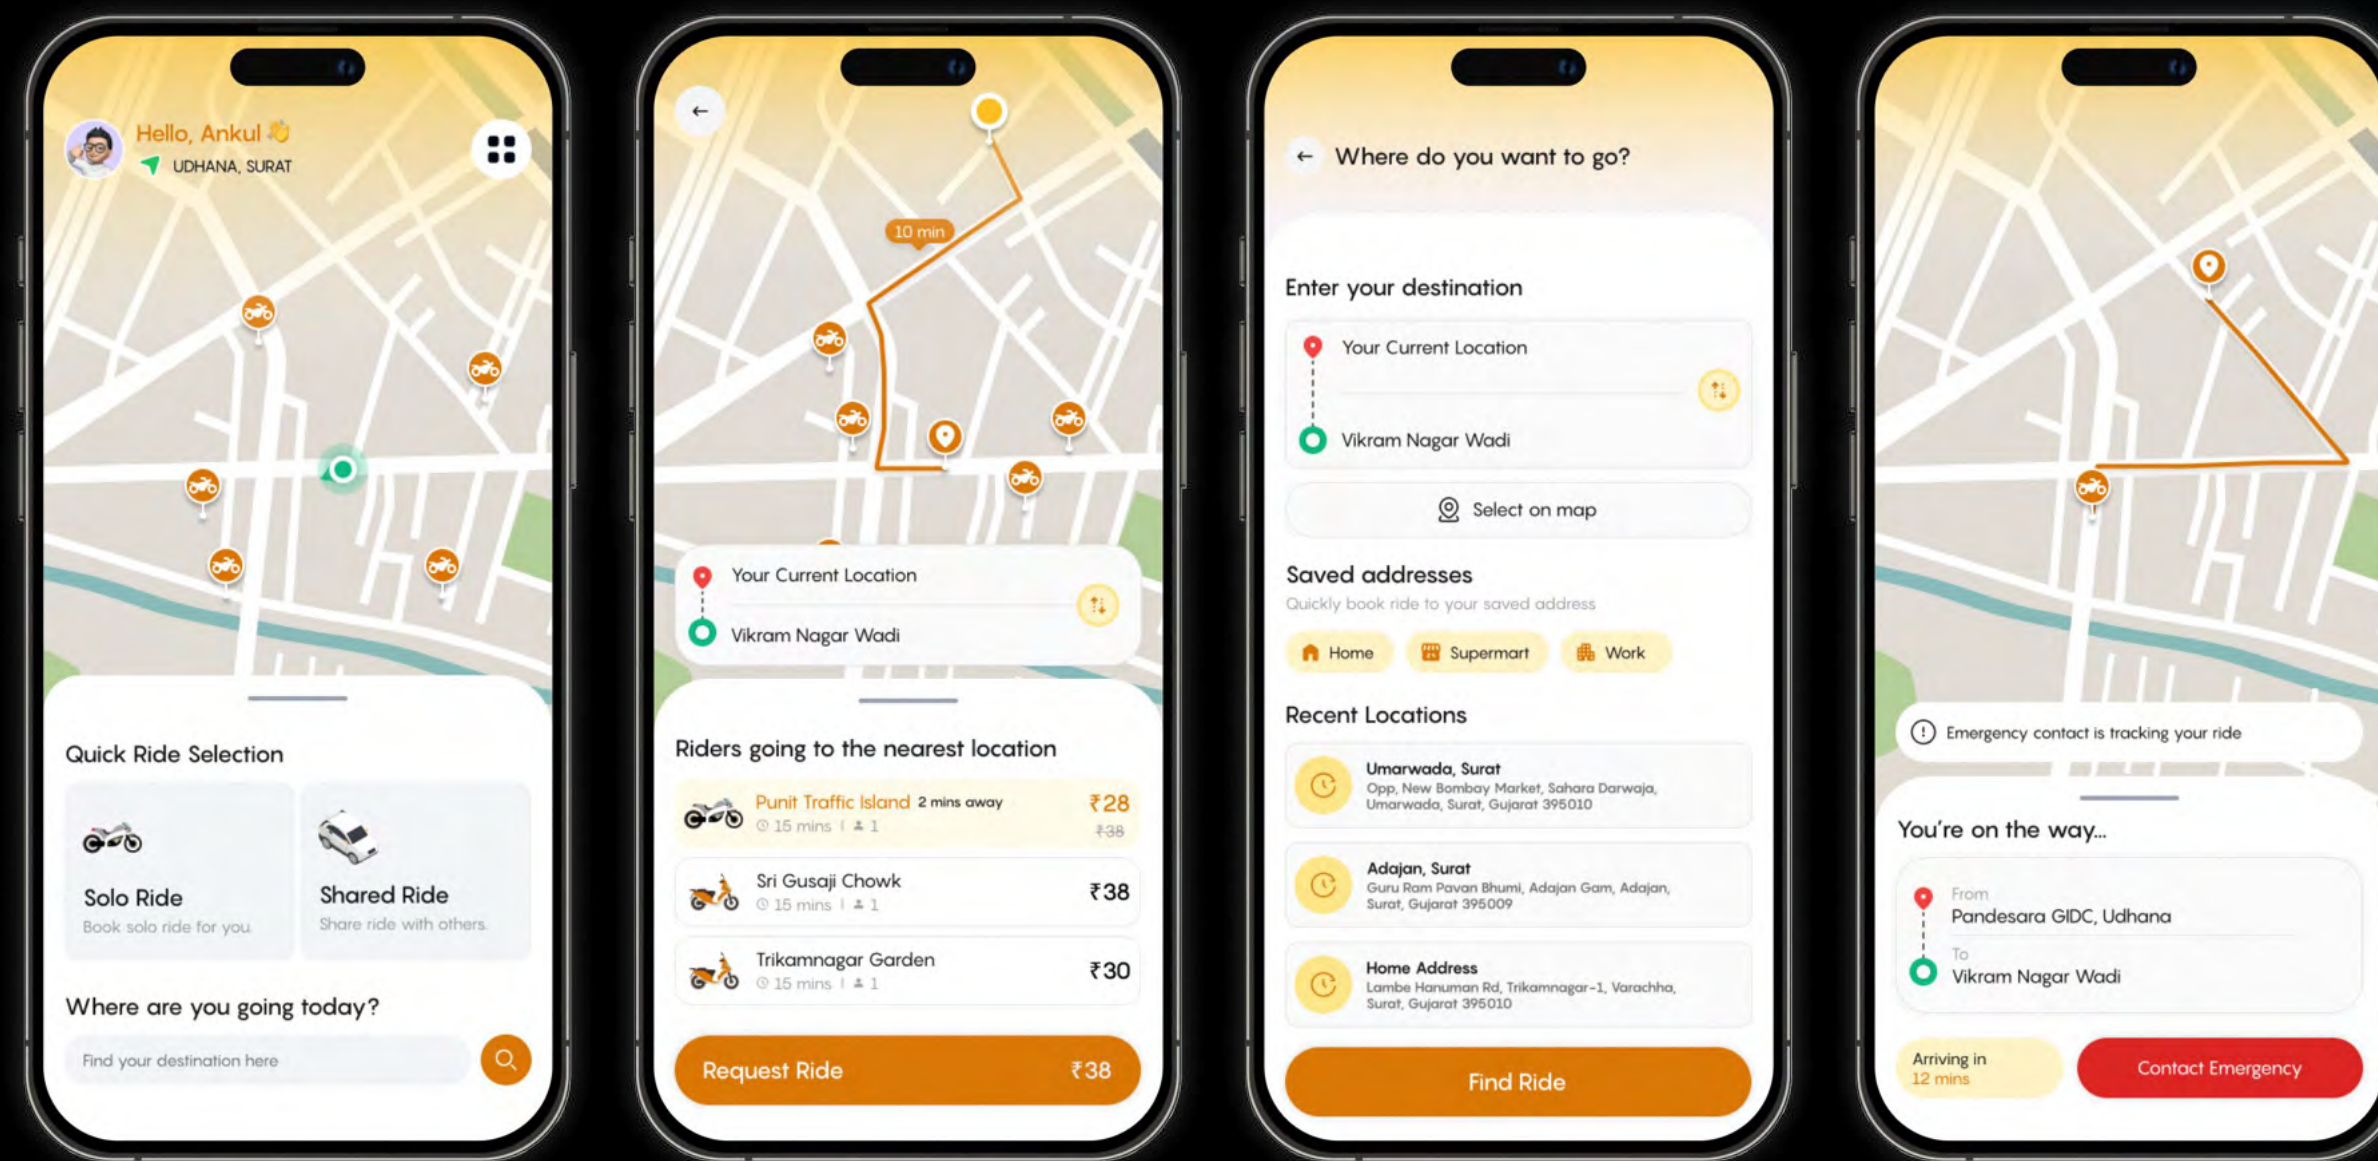 Hello, Ankul 👋
UDHANA, SURAT
Quick Ride Selection
Solo Ride
Book solo ride for you.
Shared Ride
Share ride with others.
Where are you going today?
Find your destination here
10 min
Your Current Location
Vikram Nagar Wadi
Riders going to the nearest location
Punit Traffic Island 2 mins away
₹28
15 mins | 1
₹38
Sri Gusaji Chowk
15 mins | 1
₹38
Trikamnagar Garden
15 mins | 1
₹30
Request Ride ₹38
Where do you want to go?
Enter your destination
Your Current Location
Vikram Nagar Wadi
Select on map
Saved addresses
Quickly book ride to your saved address
Home
Supermart
Work
Recent Locations
Umarwada, Surat
Opp, New Bombay Market, Sahara Darwaja,
Umarwada, Surat, Gujarat 395010
Adajan, Surat
Guru Ram Pavan Bhumi, Adajan Gam, Adajan,
Surat, Gujarat 395009
Home Address
Lambe Hanuman Rd, Trikamnagar-1, Varachha,
Surat, Gujarat 395010
Find Ride
Emergency contact is tracking your ride
You're on the way...
From
Pandesara GIDC, Udhana
To
Vikram Nagar Wadi
Arriving in
12 mins
Contact Emergency